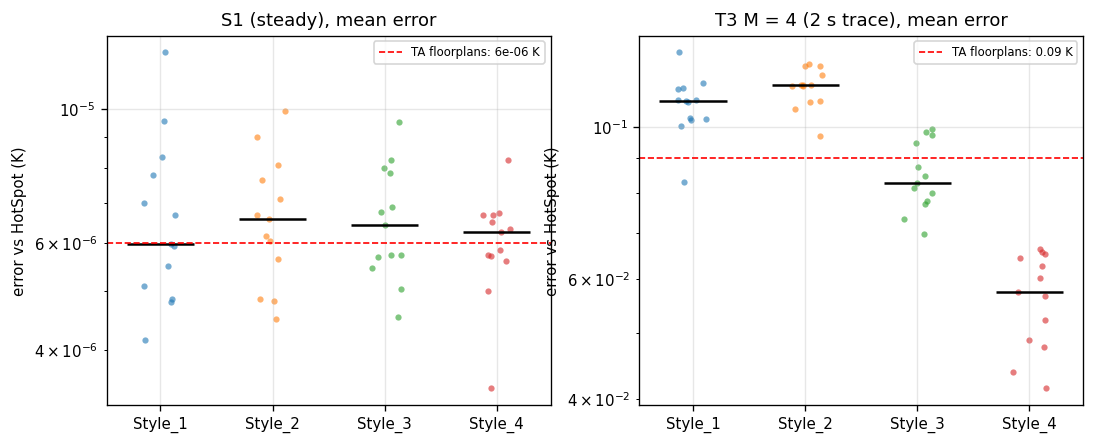 S1 (steady), mean error
TA floorplans: 6e-06 K
error vs HotSpot (K)
10⁻⁵
6 × 10⁻⁶
4 × 10⁻⁶
Style_1
Style_2
Style_3
Style_4
T3 M = 4 (2 s trace), mean error
TA floorplans: 0.09 K
error vs HotSpot (K)
10⁻¹
6 × 10⁻²
4 × 10⁻²
Style_1
Style_2
Style_3
Style_4